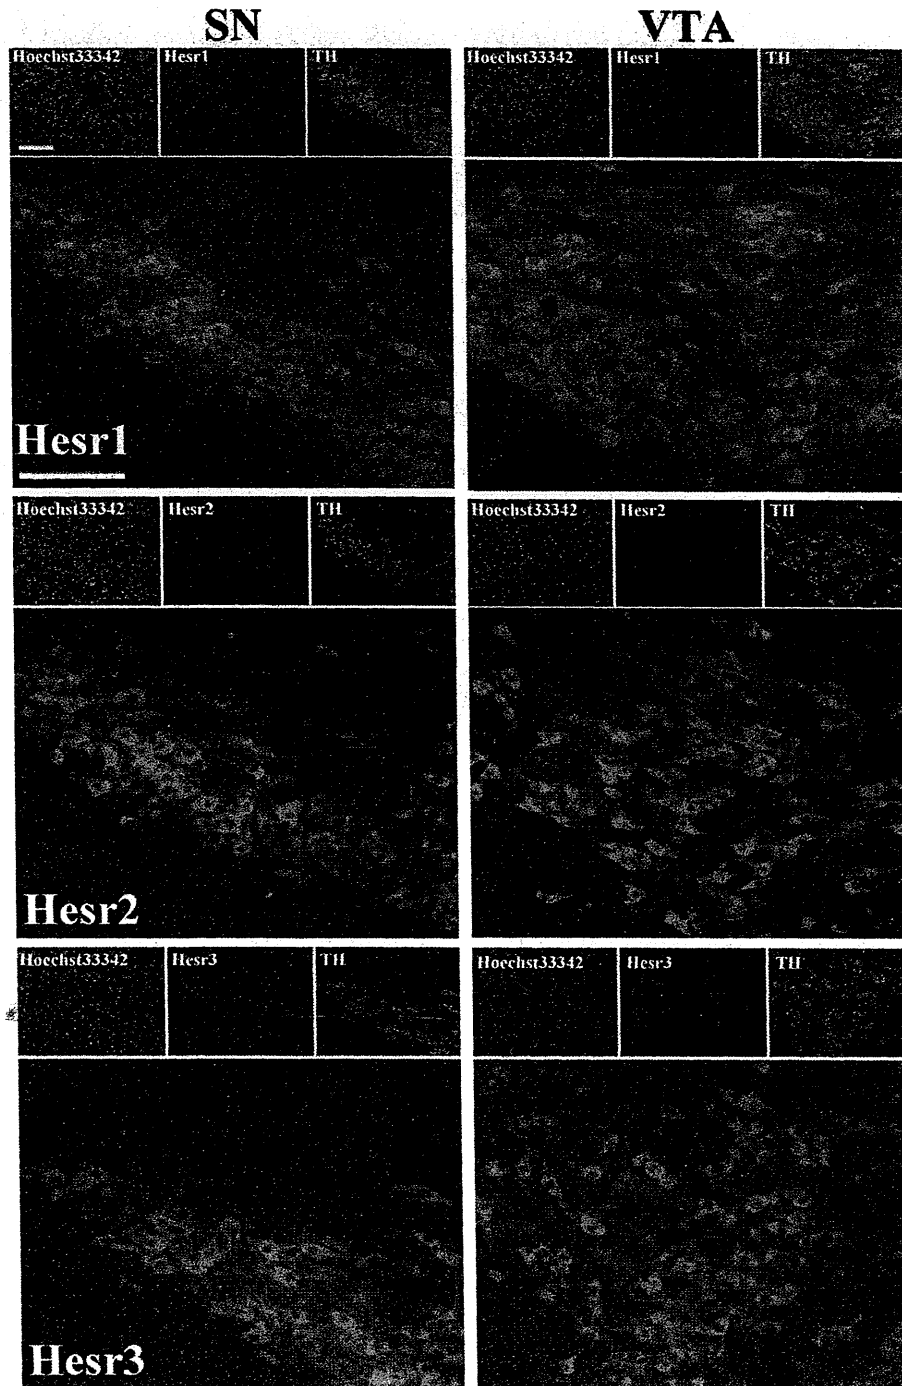 SN
VTA
Hoechst33342 Hesr1 TH
Hoechst33342 Hesr1 TH
Hesr1
Hoechst33342 Hesr2 TH
Hoechst33342 Hesr2 TH
Hesr2
Hoechst33342 Hesr3 TH
Hoechst33342 Hesr3 TH
Hesr3